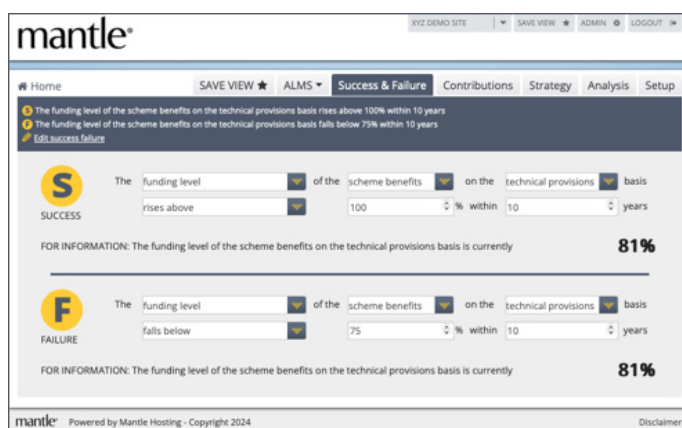 mantle®
XYZ DEMO SITE SAVE VIEW ADMIN LOGOUT
Home SAVE VIEW ALMS Success & Failure Contributions Strategy Analysis Setup
S The funding level of the scheme benefits on the technical provisions basis rises above 100% within 10 years
F The funding level of the scheme benefits on the technical provisions basis falls below 75% within 10 years
Edit success failure
S The funding level of the scheme benefits on the technical provisions basis
SUCCESS rises above 100 % within 10 years
FOR INFORMATION: The funding level of the scheme benefits on the technical provisions basis is currently 81%
F The funding level of the scheme benefits on the technical provisions basis
FAILURE falls below 75 % within 10 years
FOR INFORMATION: The funding level of the scheme benefits on the technical provisions basis is currently 81%
mantle® Powered by Mantle Hosting - Copyright 2024 Disclaimer